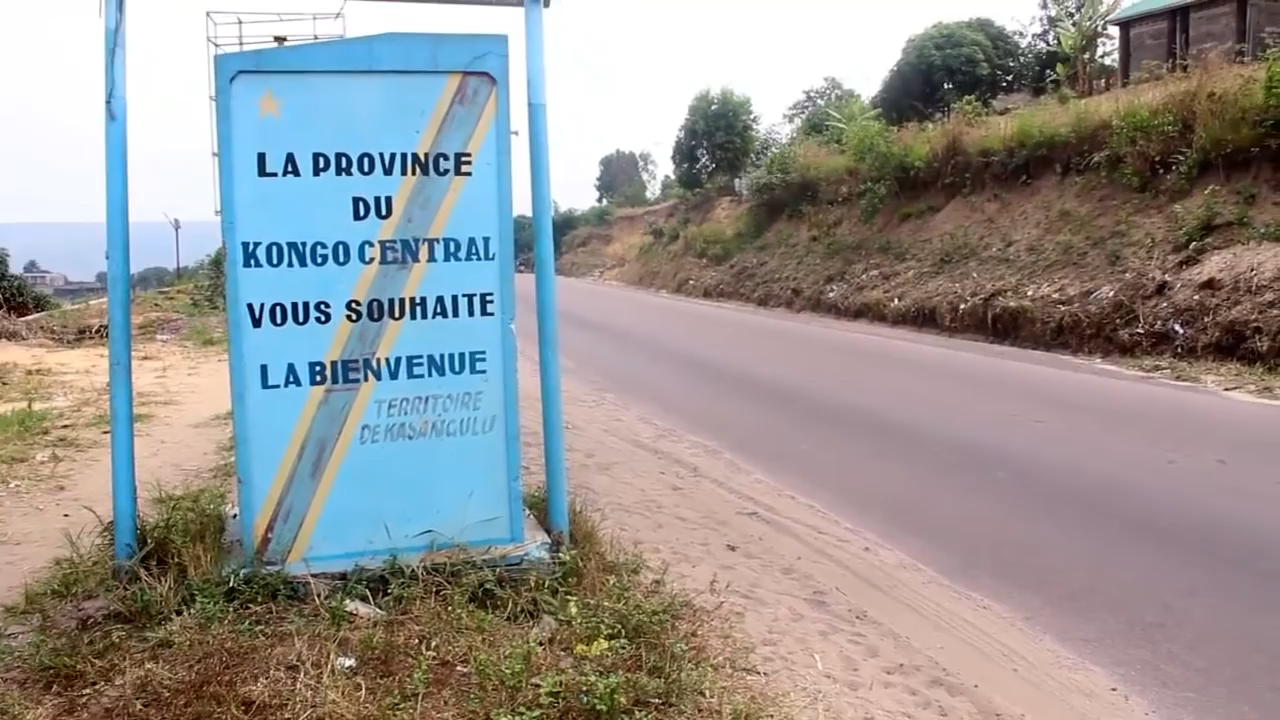 LA PROVINCE
DU
KONGO CENTRAL
VOUS SOUHAITE
LA BIENVENUE
TERRITOIRE
DE KASANGULU